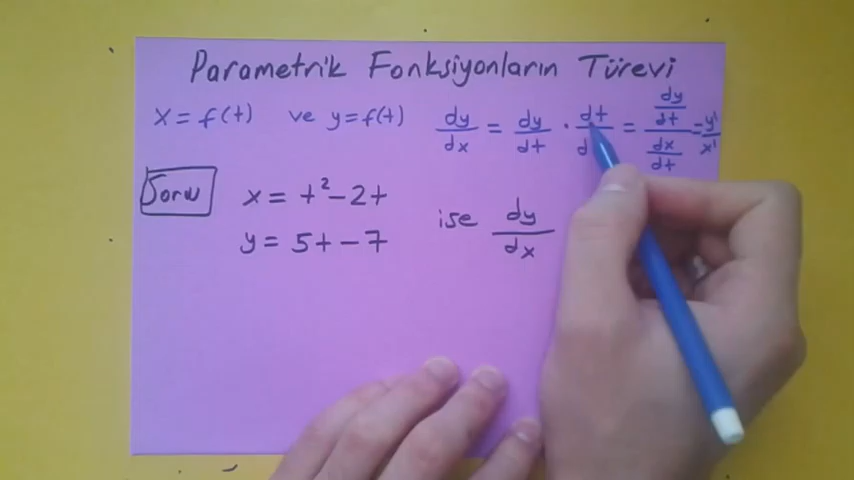 Parametrik Fonksiyonların Türevi
x = f(t) ve y = f(t) dy/dx = dy/dt · dt/d = (dy/dt)/(dx/dt) = y'/x'
Soru x = t² - 2t
y = 5t - 7 ise dy/dx